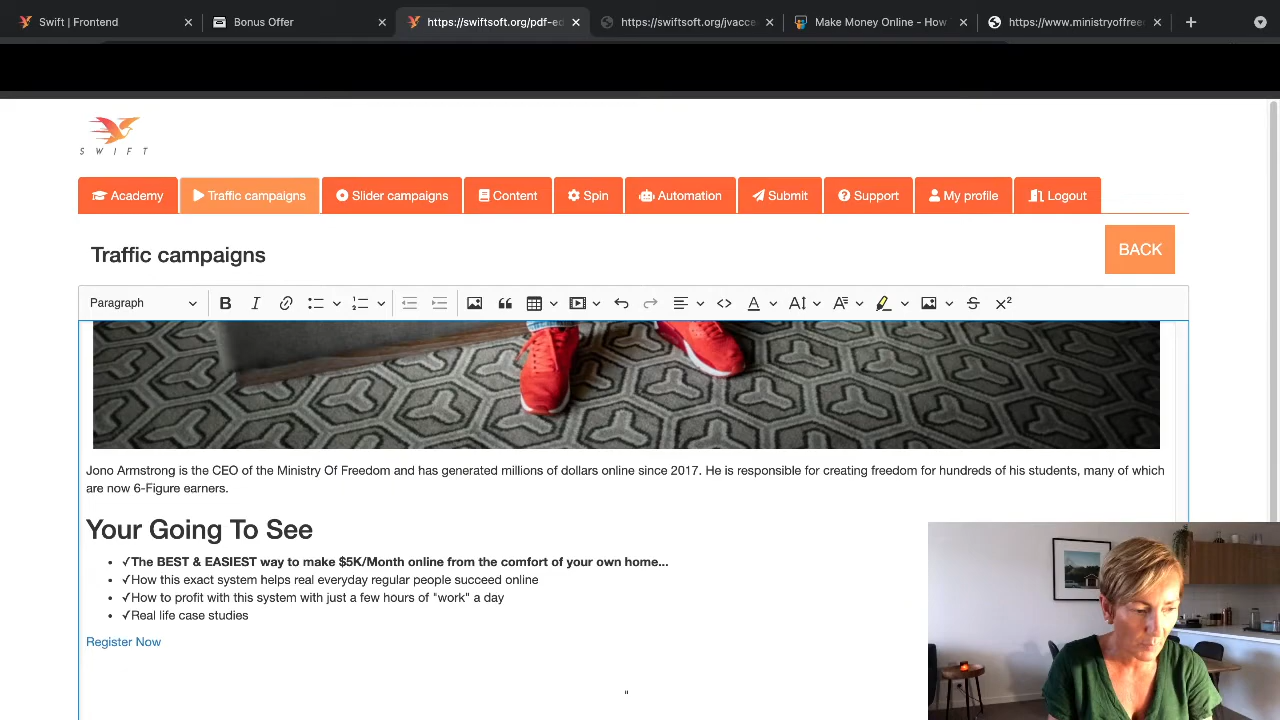 Swift | Frontend
Bonus Offer
https://swiftsoft.org/pdf-ed
https://swiftsoft.org/jvacces
Make Money Online - How
https://www.ministryoffree
SWIFT
Academy
Traffic campaigns
Slider campaigns
Content
Spin
Automation
Submit
Support
My profile
Logout
Traffic campaigns
BACK
Paragraph
Jono Armstrong is the CEO of the Ministry Of Freedom and has generated millions of dollars online since 2017. He is responsible for creating freedom for hundreds of his students, many of which
are now 6-Figure earners.
Your Going To See
• ✓The BEST & EASIEST way to make $5K/Month online from the comfort of your own home...
• ✓How this exact system helps real everyday regular people succeed online
• ✓How to profit with this system with just a few hours of "work" a day
• ✓Real life case studies
Register Now